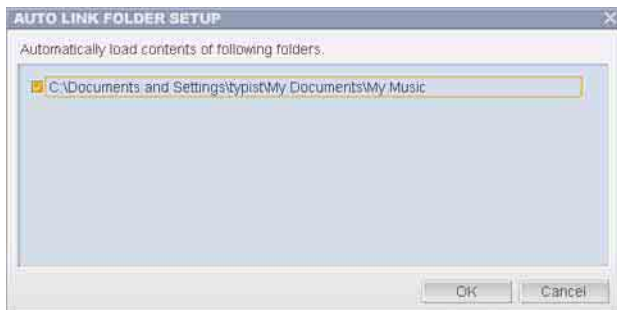 AUTO LINK FOLDER SETUP
Automatically load contents of following folders.
C:\Documents and Settings\typist\My Documents\My Music
OK Cancel